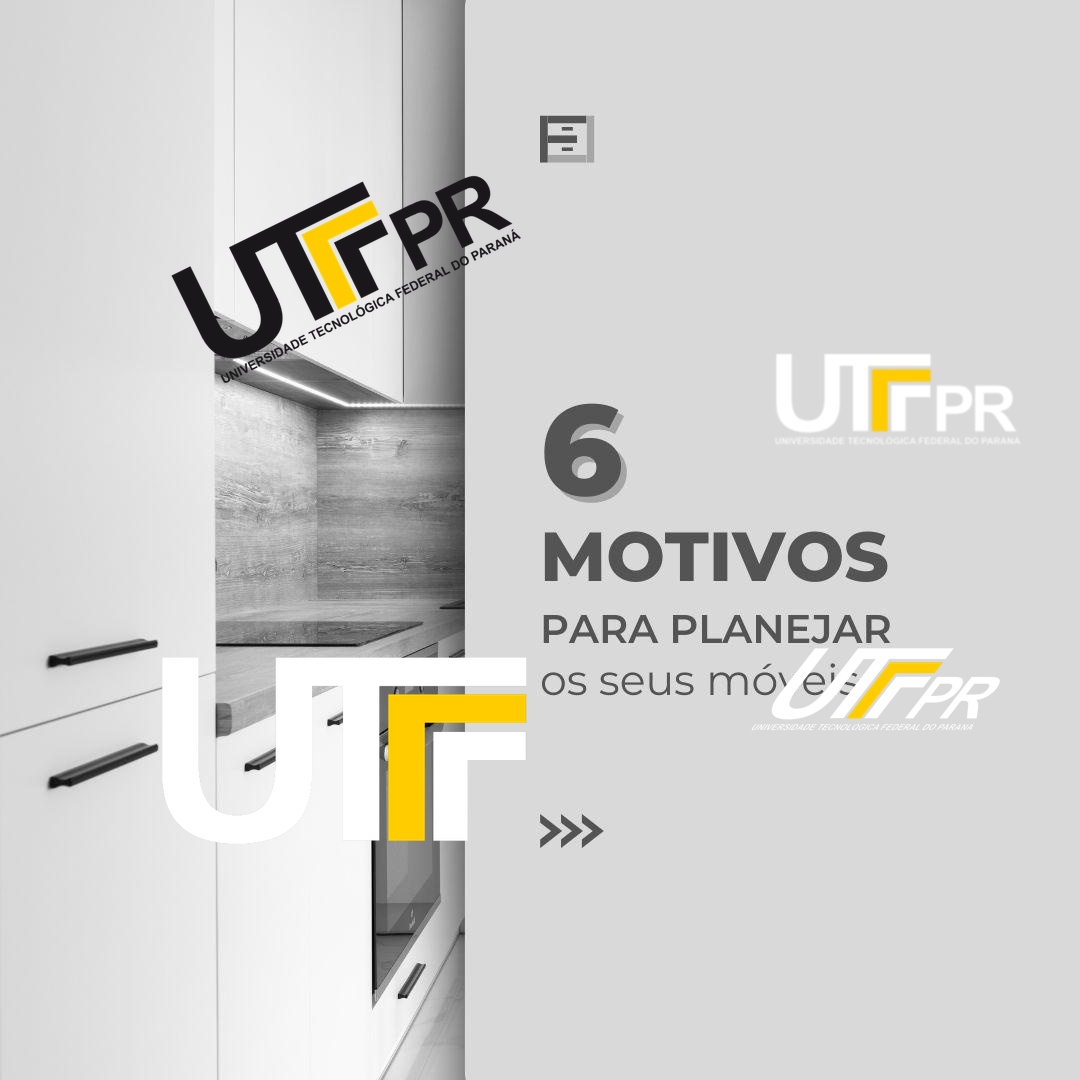 UTFPR
UNIVERSIDADE TECNOLÓGICA FEDERAL DO PARANÁ
UTFPR
UNIVERSIDADE TECNOLÓGICA FEDERAL DO PARANÁ
6
MOTIVOS
PARA PLANEJAR
os seus móveis
UTFPR
UNIVERSIDADE TECNOLÓGICA FEDERAL DO PARANÁ
UTF